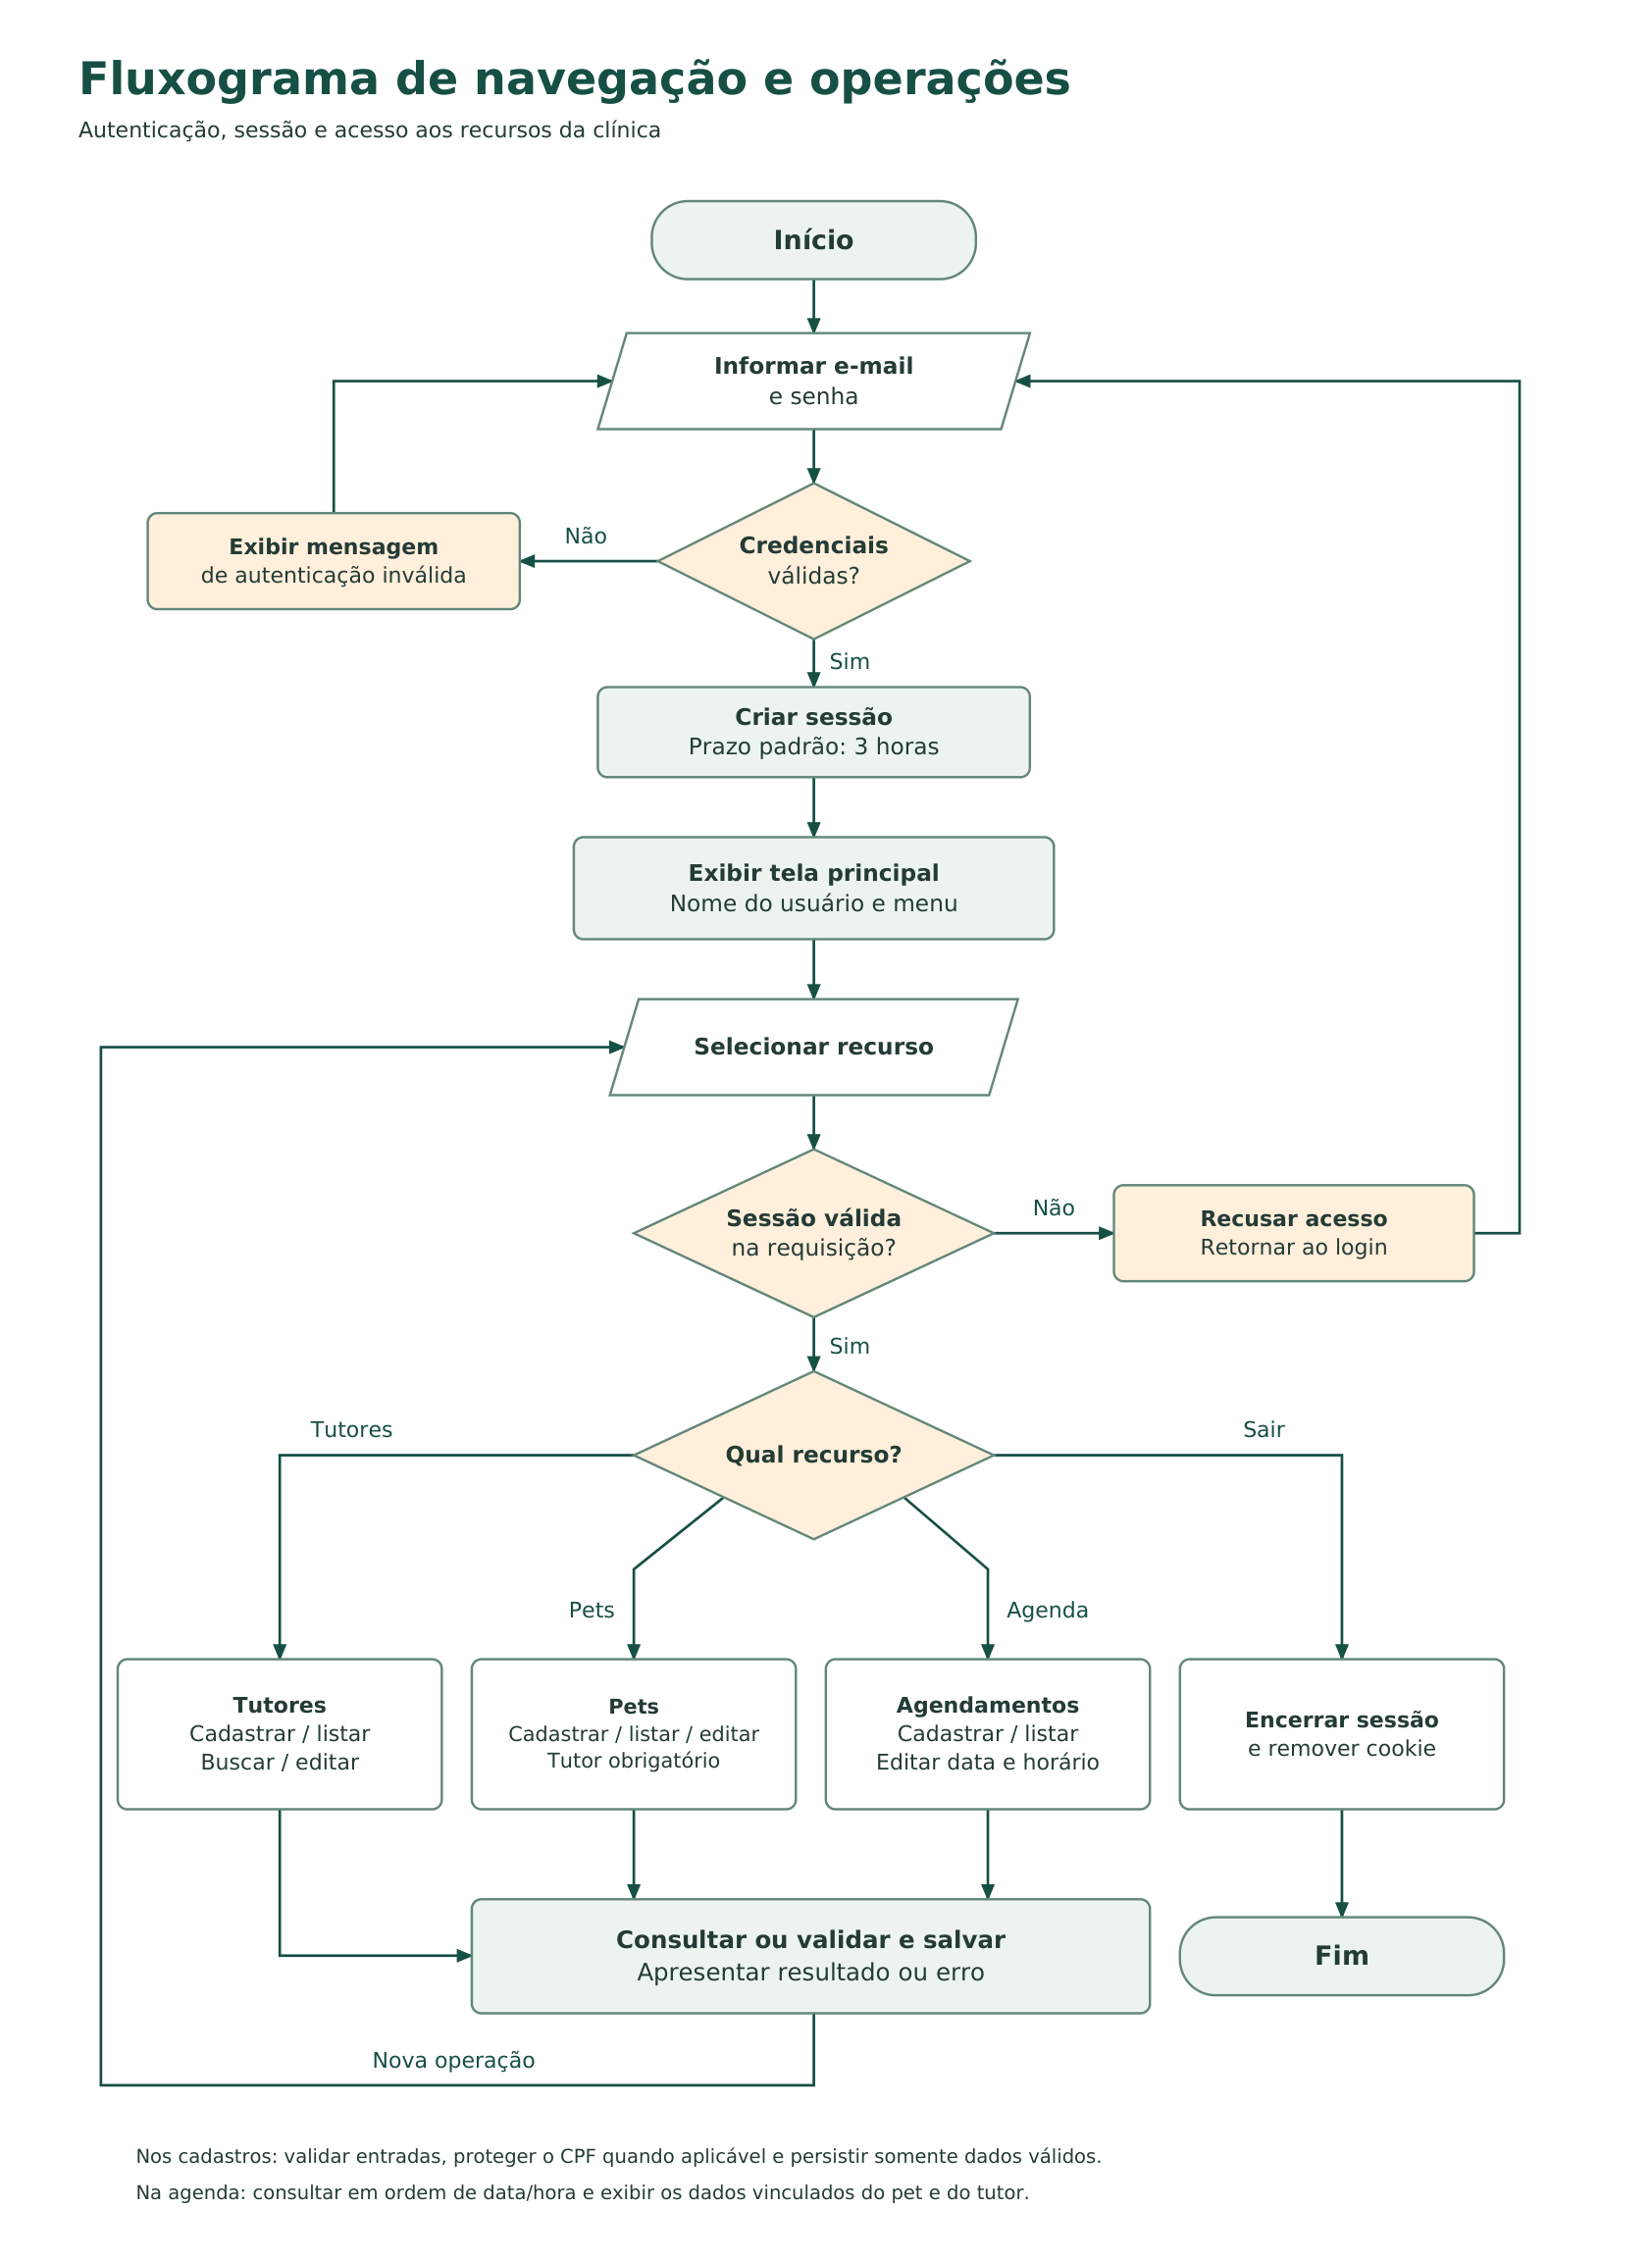 Fluxograma de navegação e operações
Autenticação, sessão e acesso aos recursos da clínica
Início
Informar e-mail
e senha
Credenciais
válidas?
Não
Exibir mensagem
de autenticação inválida
Sim
Criar sessão
Prazo padrão: 3 horas
Exibir tela principal
Nome do usuário e menu
Selecionar recurso
Sessão válida
na requisição?
Não
Recusar acesso
Retornar ao login
Sim
Qual recurso?
Tutores
Sair
Pets
Agenda
Tutores
Cadastrar / listar
Buscar / editar
Pets
Cadastrar / listar / editar
Tutor obrigatório
Agendamentos
Cadastrar / listar
Editar data e horário
Encerrar sessão
e remover cookie
Consultar ou validar e salvar
Apresentar resultado ou erro
Fim
Nova operação
Nos cadastros: validar entradas, proteger o CPF quando aplicável e persistir somente dados válidos.
Na agenda: consultar em ordem de data/hora e exibir os dados vinculados do pet e do tutor.